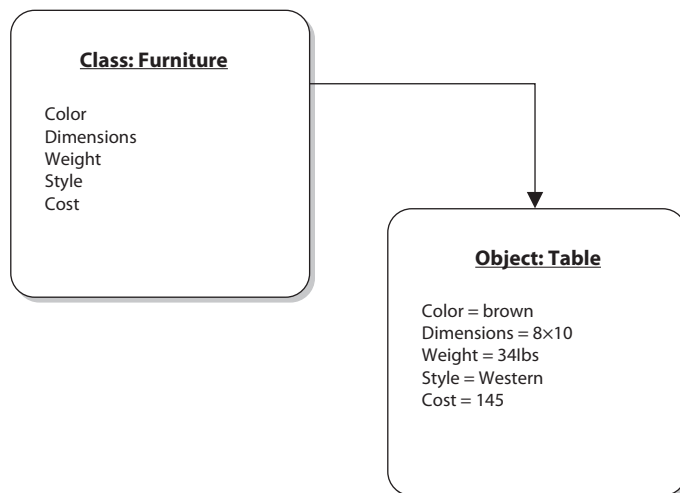 Class: Furniture
Color
Dimensions
Weight
Style
Cost
Object: Table
Color = brown
Dimensions = 8×10
Weight = 34lbs
Style = Western
Cost = 145